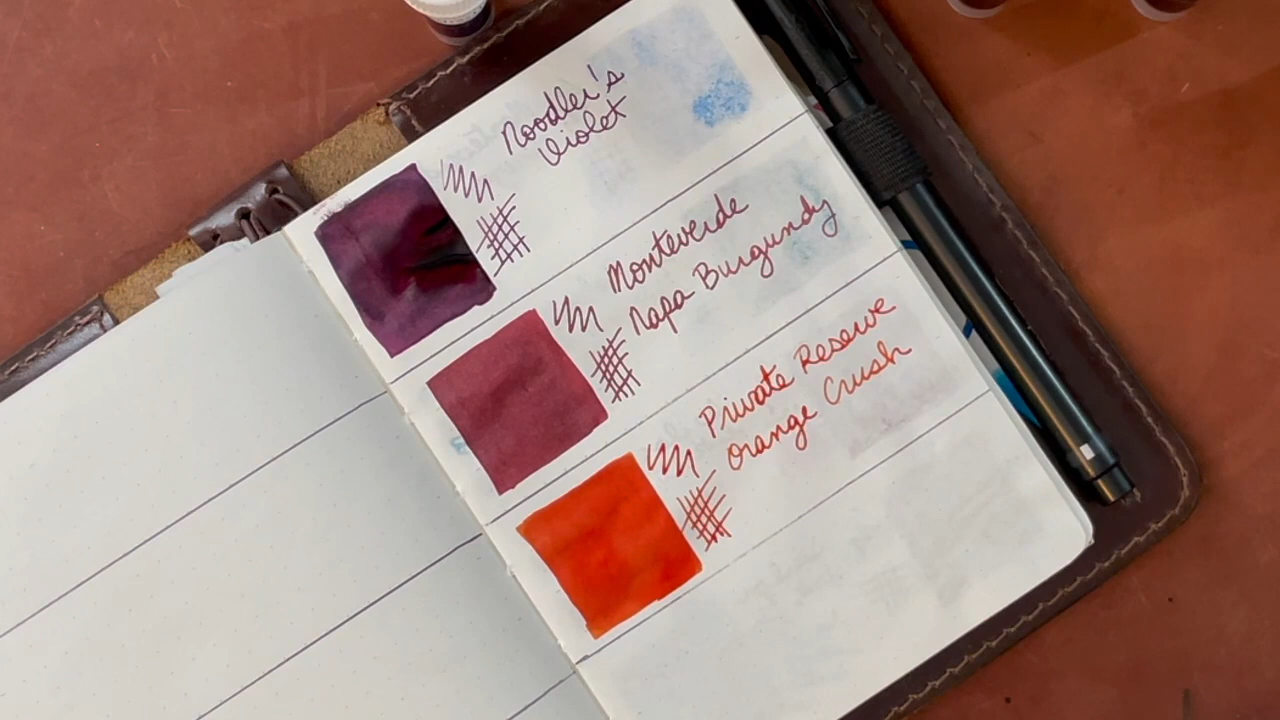 Noodler's
Violet
Monteverde
Napa Burgundy
Private Reserve
Orange Crush